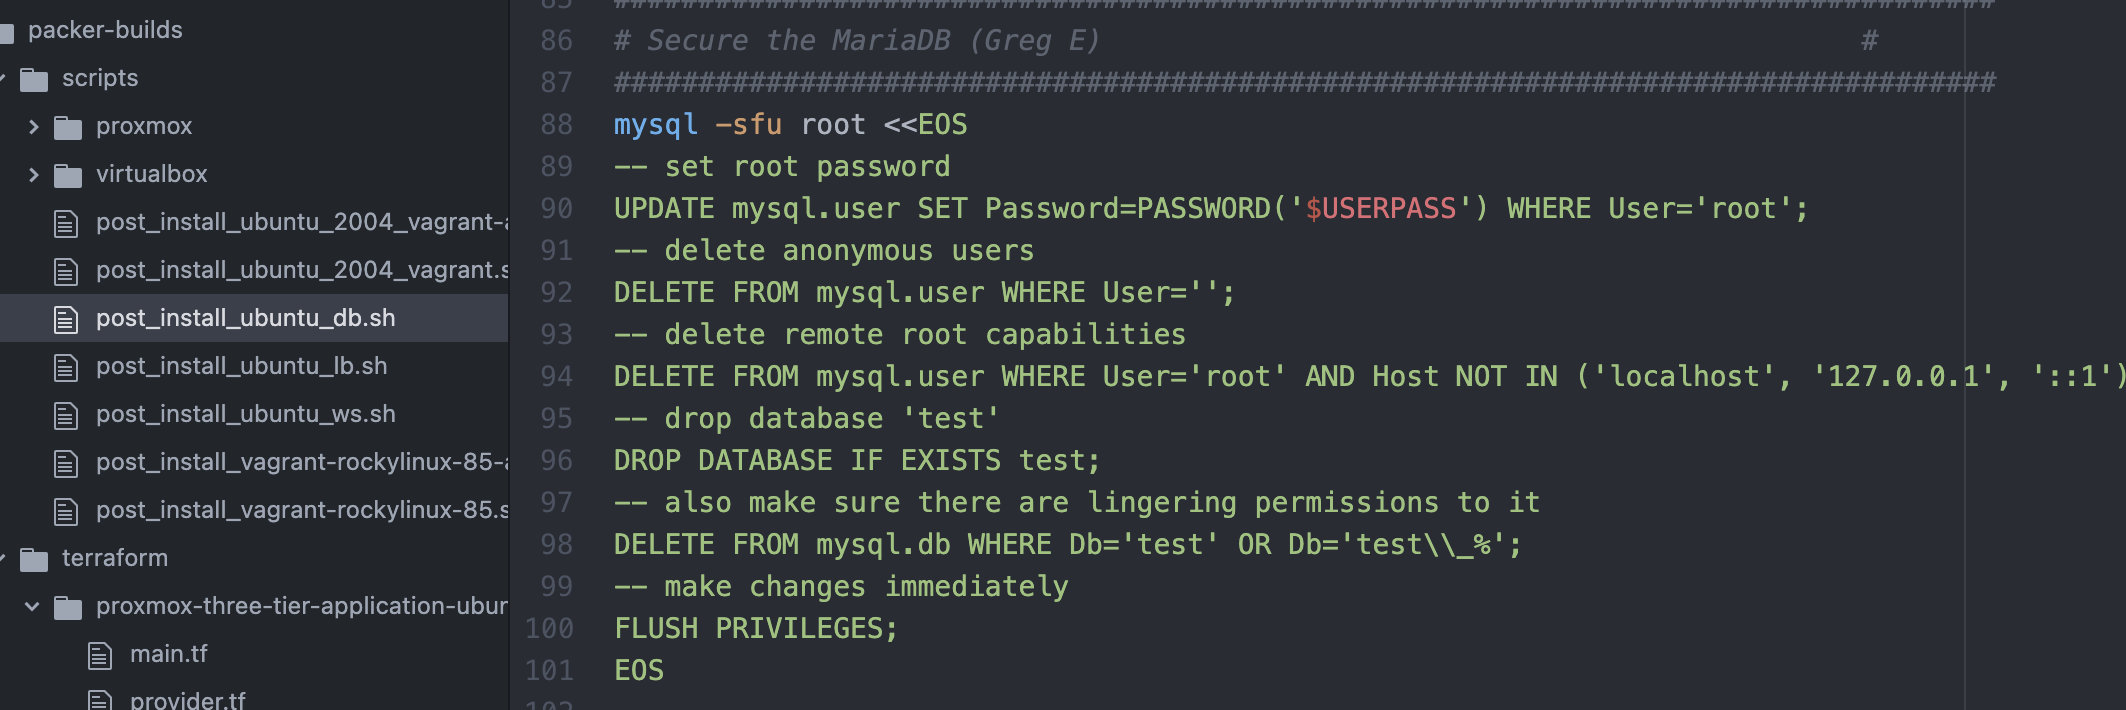 packer-builds
scripts
proxmox
virtualbox
post_install_ubuntu_2004_vagrant-
post_install_ubuntu_2004_vagrant.s
post_install_ubuntu_db.sh
post_install_ubuntu_lb.sh
post_install_ubuntu_ws.sh
post_install_vagrant-rockylinux-85-
post_install_vagrant-rockylinux-85.s
terraform
proxmox-three-tier-application-ubun
main.tf
provider.tf
85 ##################################################################################
86 # Secure the MariaDB (Greg E) #
87 ##################################################################################
88 mysql -sfu root <<EOS
89 -- set root password
90 UPDATE mysql.user SET Password=PASSWORD('$USERPASS') WHERE User='root';
91 -- delete anonymous users
92 DELETE FROM mysql.user WHERE User='';
93 -- delete remote root capabilities
94 DELETE FROM mysql.user WHERE User='root' AND Host NOT IN ('localhost', '127.0.0.1', '::1')
95 -- drop database 'test'
96 DROP DATABASE IF EXISTS test;
97 -- also make sure there are lingering permissions to it
98 DELETE FROM mysql.db WHERE Db='test' OR Db='test\\_%';
99 -- make changes immediately
100 FLUSH PRIVILEGES;
101 EOS
102